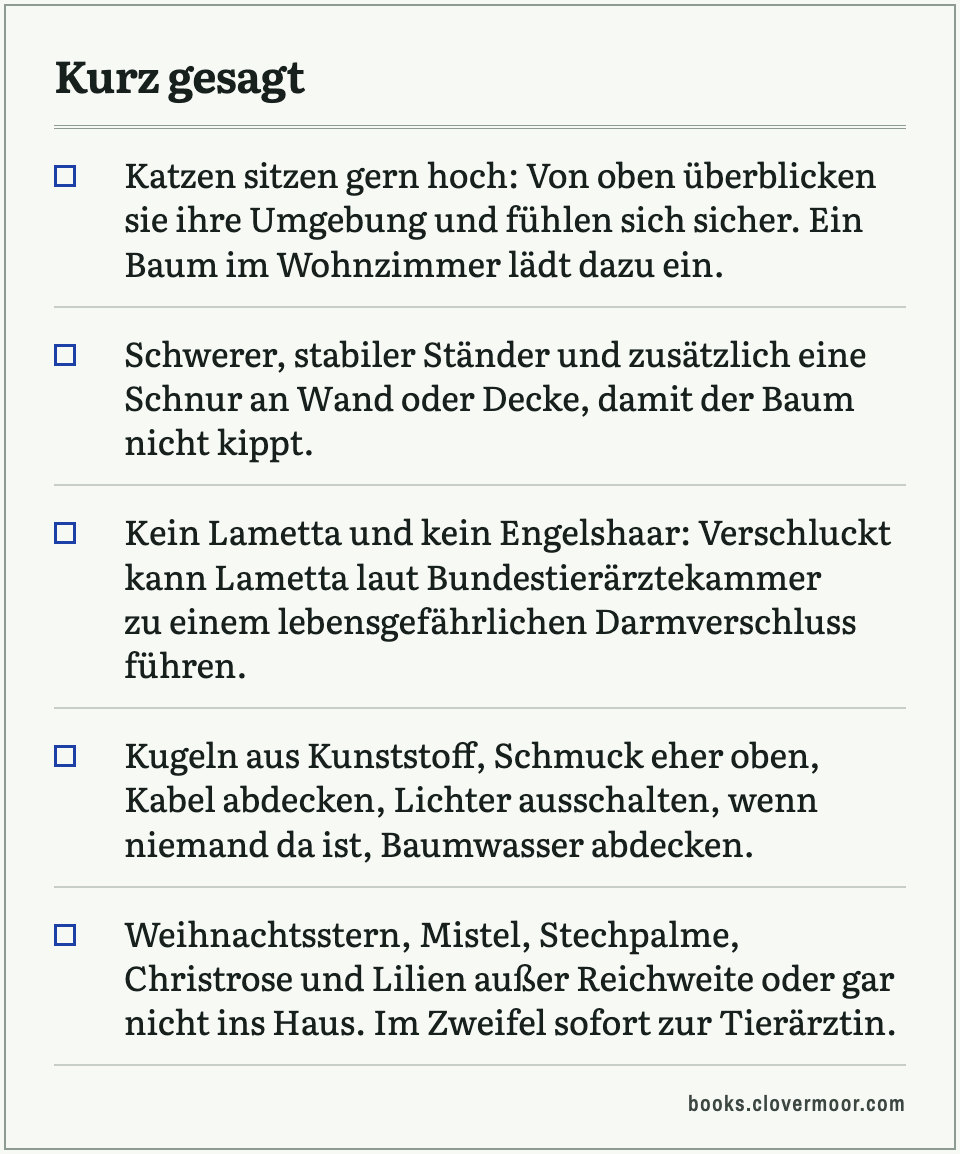 Kurz gesagt
Katzen sitzen gern hoch: Von oben überblicken
sie ihre Umgebung und fühlen sich sicher. Ein
Baum im Wohnzimmer lädt dazu ein.
Schwerer, stabiler Ständer und zusätzlich eine
Schnur an Wand oder Decke, damit der Baum
nicht kippt.
Kein Lametta und kein Engelshaar: Verschluckt
kann Lametta laut Bundestierärztekammer
zu einem lebensgefährlichen Darmverschluss
führen.
Kugeln aus Kunststoff, Schmuck eher oben,
Kabel abdecken, Lichter ausschalten, wenn
niemand da ist, Baumwasser abdecken.
Weihnachtsstern, Mistel, Stechpalme,
Christrose und Lilien außer Reichweite oder gar
nicht ins Haus. Im Zweifel sofort zur Tierärztin.
books.clovermoor.com